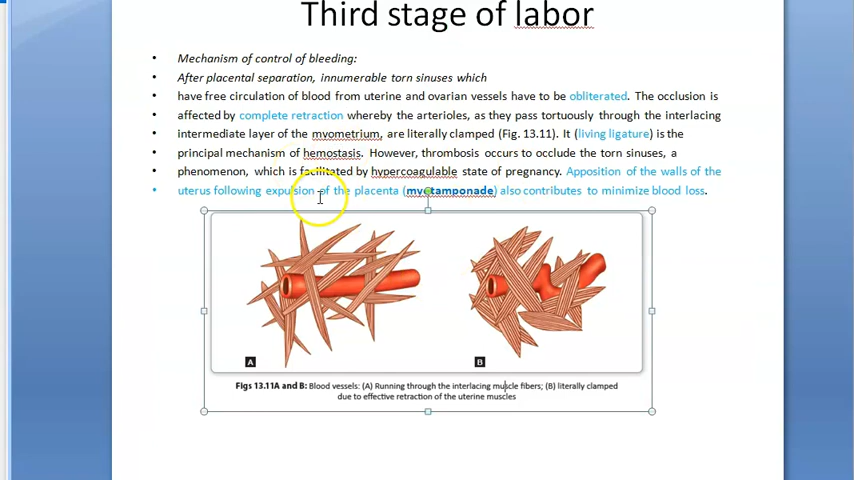 Third stage of labor
• Mechanism of control of bleeding:
• After placental separation, innumerable torn sinuses which
• have free circulation of blood from uterine and ovarian vessels have to be obliterated. The occlusion is
• affected by complete retraction whereby the arterioles, as they pass tortuously through the interlacing
• intermediate layer of the myometrium, are literally clamped (Fig. 13.11). It (living ligature) is the
• principal mechanism of hemostasis. However, thrombosis occurs to occlude the torn sinuses, a
• phenomenon, which is facilitated by hypercoagulable state of pregnancy. Apposition of the walls of the
• uterus following expulsion of the placenta (myotamponade) also contributes to minimize blood loss.
A
B
Figs 13.11A and B: Blood vessels: (A) Running through the interlacing muscle fibers; (B) literally clamped
due to effective retraction of the uterine muscles